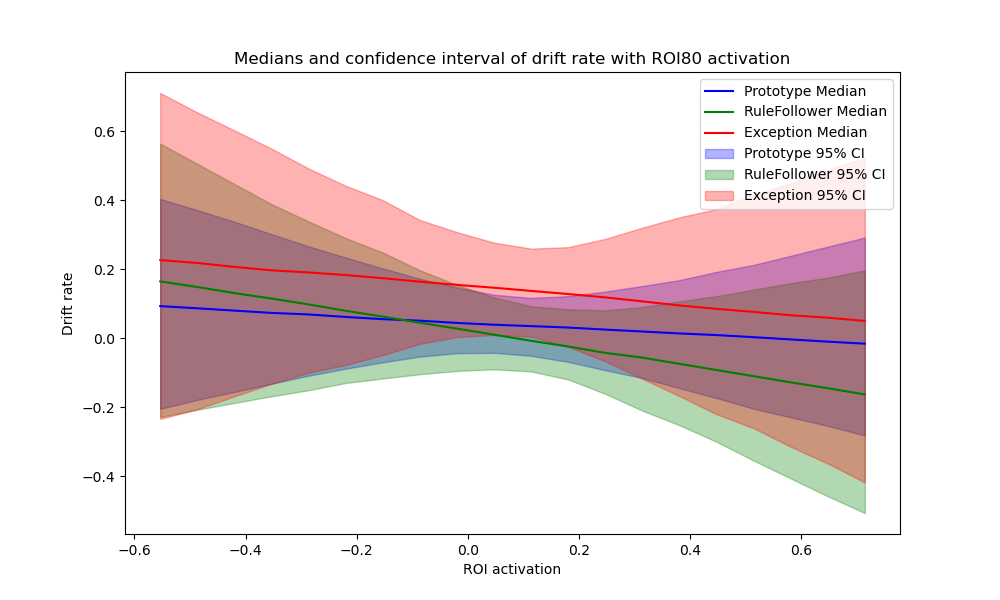 Medians and confidence interval of drift rate with ROI80 activation
Prototype Median
RuleFollower Median
Exception Median
Prototype 95% CI
RuleFollower 95% CI
Exception 95% CI
Drift rate
0.6
0.4
0.2
0.0
−0.2
−0.4
−0.6
−0.4
−0.2
0.0
0.2
0.4
0.6
ROI activation